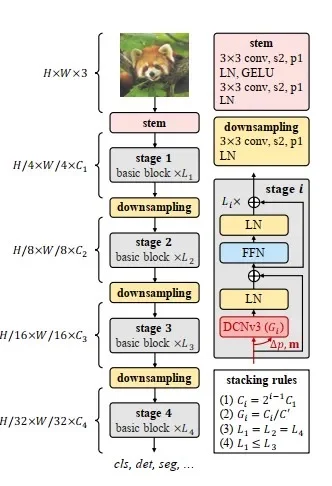 H×W×3
stem
H/4×W/4×C₁
stage 1
basic block ×L₁
downsampling
H/8×W/8×C₂
stage 2
basic block ×L₂
downsampling
H/16×W/16×C₃
stage 3
basic block ×L₃
downsampling
H/32×W/32×C₄
stage 4
basic block ×L₄
cls, det, seg, ...
stem
3×3 conv, s2, p1
LN, GELU
3×3 conv, s2, p1
LN
downsampling
3×3 conv, s2, p1
LN
stage i
Lᵢ×
LN
FFN
LN
DCNv3 (Gᵢ)
Δp, m
stacking rules
(1) Cᵢ = 2ⁱ⁻¹C₁
(2) Gᵢ = Cᵢ/C′
(3) L₁ = L₂ = L₄
(4) L₁ ≤ L₃